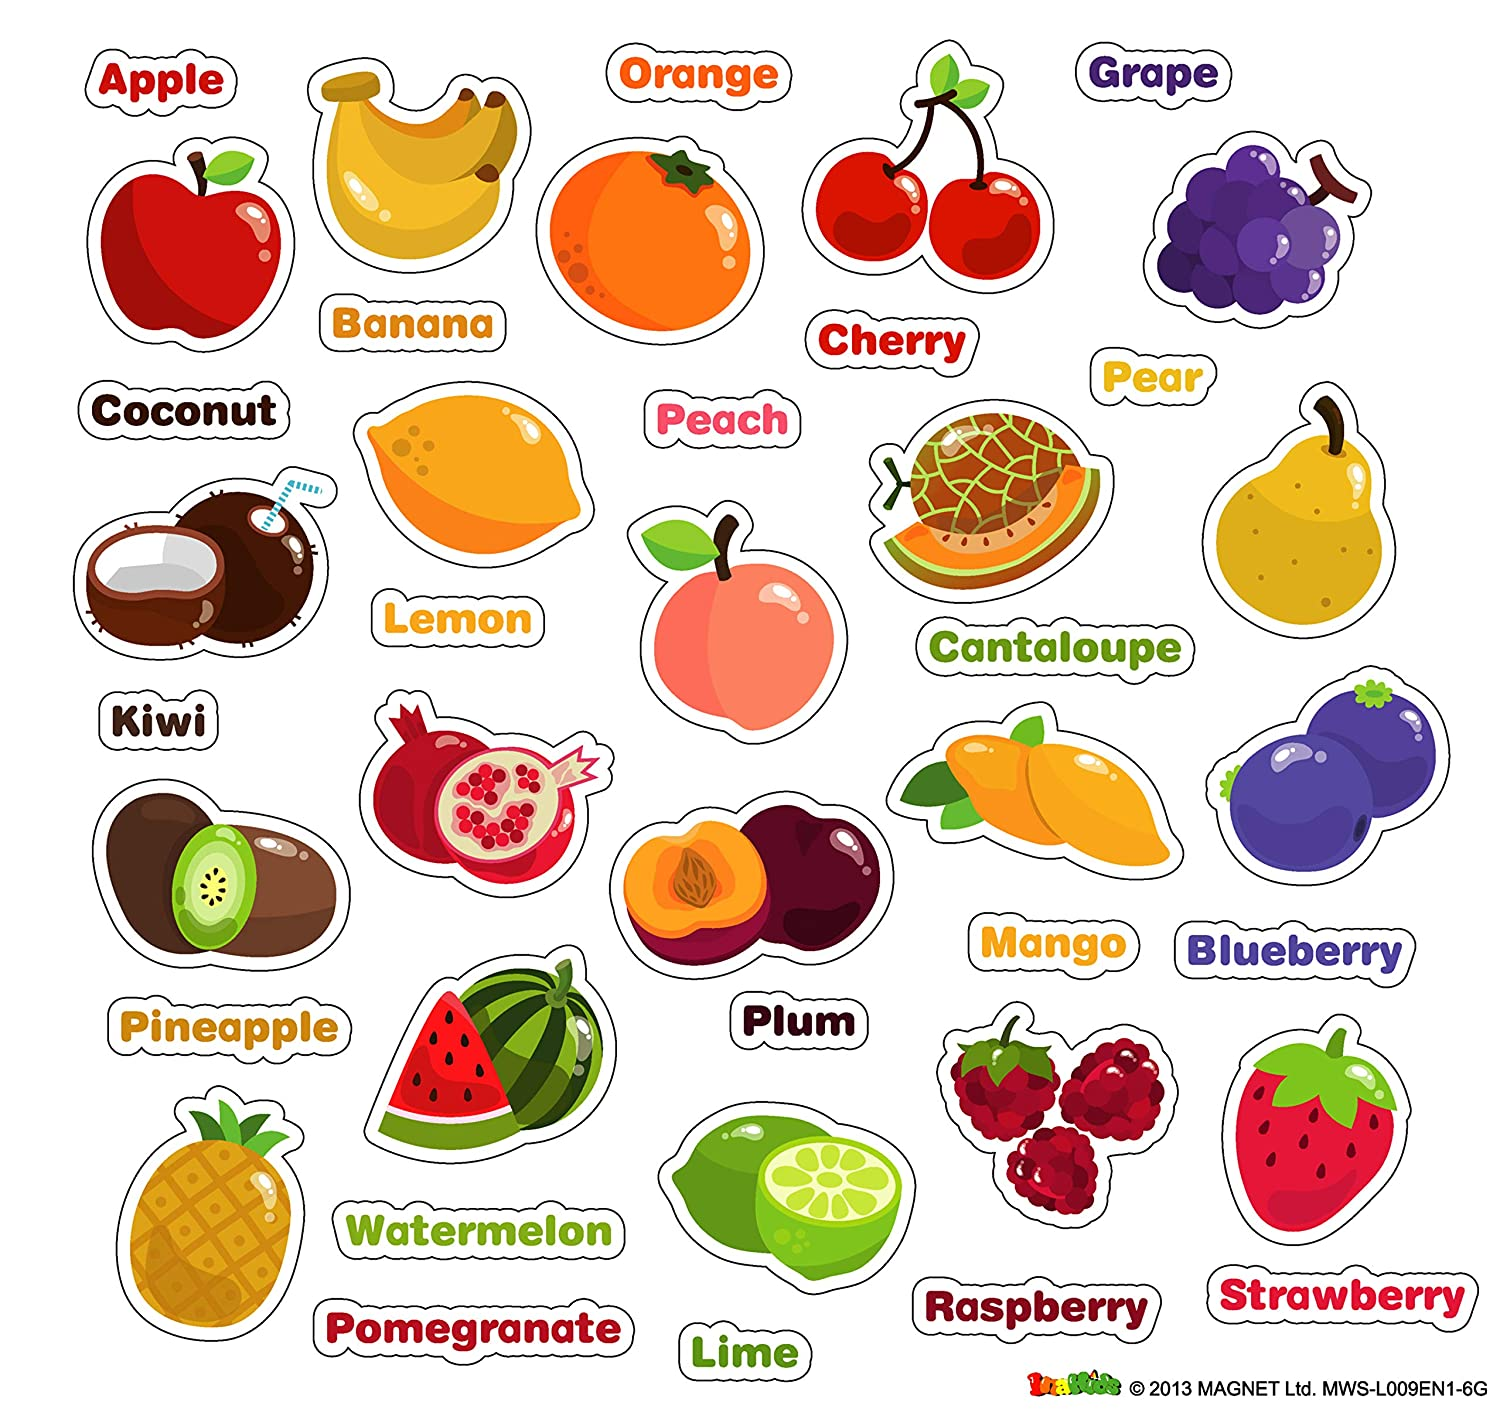 Apple
Orange
Grape
Banana
Cherry
Pear
Coconut
Peach
Lemon
Cantaloupe
Kiwi
Mango
Blueberry
Pineapple
Plum
Watermelon
Raspberry
Strawberry
Pomegranate
Lime
InaKids © 2013 MAGNET Ltd. MWS-L009EN1-6G